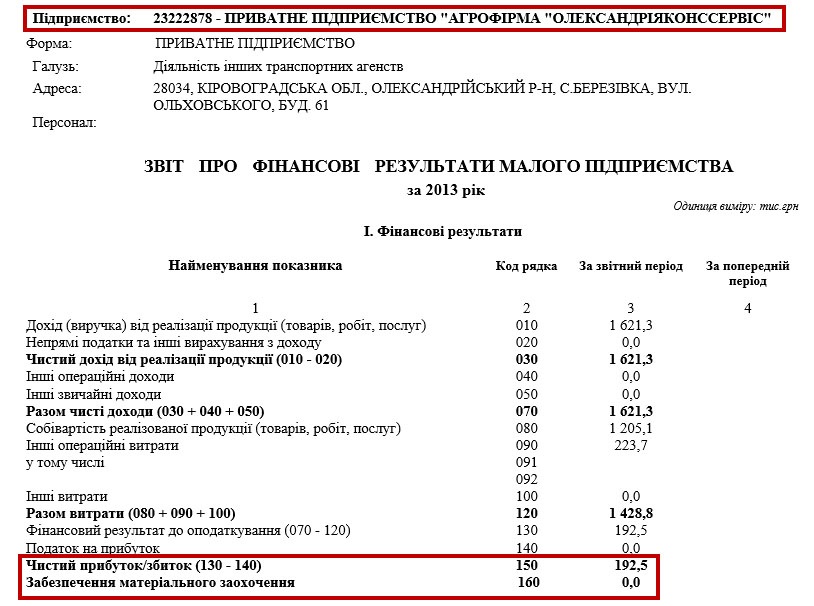 Підприємство: 23222878 - ПРИВАТНЕ ПІДПРИЄМСТВО "АГРОФІРМА "ОЛЕКСАНДРІЯКОНССЕРВІС"
Форма: ПРИВАТНЕ ПІДПРИЄМСТВО
Галузь: Діяльність інших транспортних агенств
Адреса: 28034, КІРОВОГРАДСЬКА ОБЛ., ОЛЕКСАНДРІЙСЬКИЙ Р-Н, С.БЕРЕЗІВКА, ВУЛ.
ОЛЬХОВСЬКОГО, БУД. 61
Персонал:
ЗВІТ ПРО ФІНАНСОВІ РЕЗУЛЬТАТИ МАЛОГО ПІДПРИЄМСТВА
за 2013 рік
Одиниця виміру: тис.грн
I. Фінансові результати
Найменування показника Код рядка За звітний період За попередній
період
1 2 3 4
Дохід (виручка) від реалізації продукції (товарів, робіт, послуг) 010 1 621,3
Непрямі податки та інші вирахування з доходу 020 0,0
Чистий дохід від реалізації продукції (010 - 020) 030 1 621,3
Інші операційні доходи 040 0,0
Інші звичайні доходи 050 0,0
Разом чисті доходи (030 + 040 + 050) 070 1 621,3
Собівартість реалізованої продукції (товарів, робіт, послуг) 080 1 205,1
Інші операційні витрати 090 223,7
у тому числі 091
092
Інші витрати 100 0,0
Разом витрати (080 + 090 + 100) 120 1 428,8
Фінансовий результат до оподаткування (070 - 120) 130 192,5
Податок на прибуток 140 0,0
Чистий прибуток/збиток (130 - 140) 150 192,5
Забезпечення матеріального заохочення 160 0,0